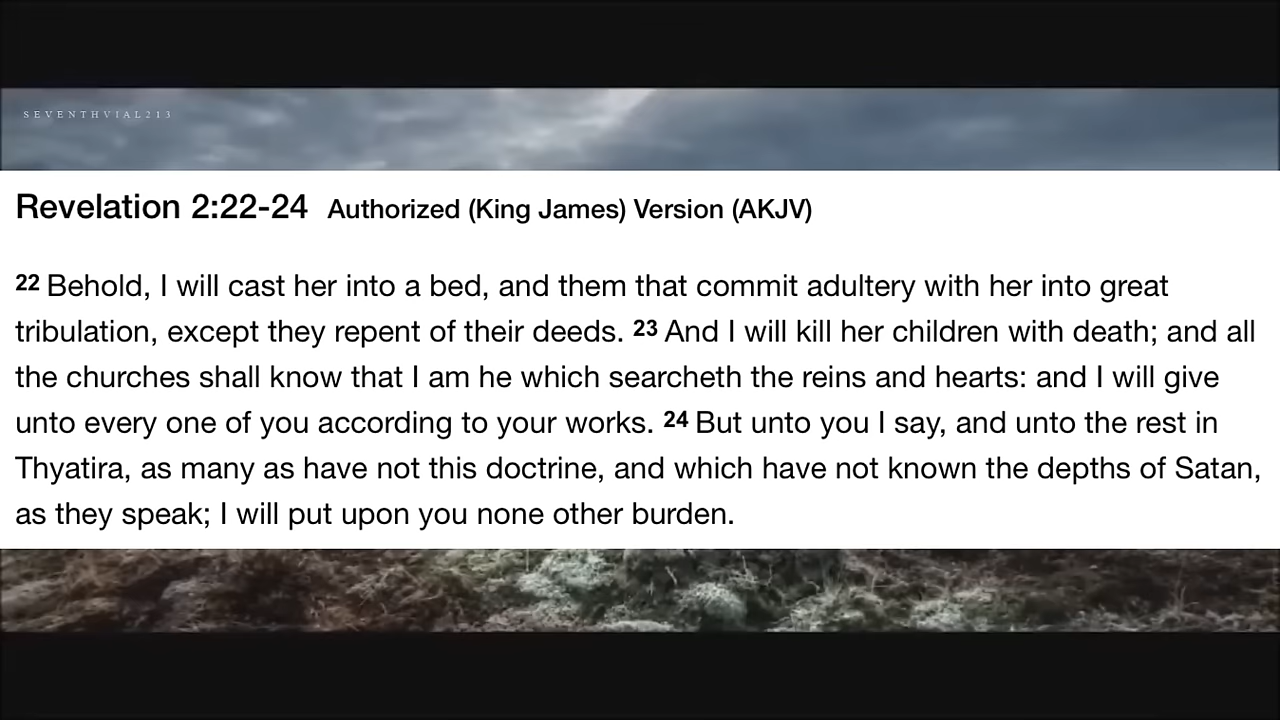 SEVENTHVIAL213
Revelation 2:22-24 Authorized (King James) Version (AKJV)
22 Behold, I will cast her into a bed, and them that commit adultery with her into great
tribulation, except they repent of their deeds. 23 And I will kill her children with death; and all
the churches shall know that I am he which searcheth the reins and hearts: and I will give
unto every one of you according to your works. 24 But unto you I say, and unto the rest in
Thyatira, as many as have not this doctrine, and which have not known the depths of Satan,
as they speak; I will put upon you none other burden.